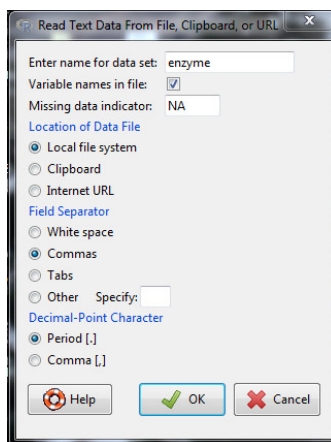 Read Text Data From File, Clipboard, or URL
Enter name for data set: enzyme
Variable names in file:
Missing data indicator: NA
Location of Data File
Local file system
Clipboard
Internet URL
Field Separator
White space
Commas
Tabs
Other Specify:
Decimal-Point Character
Period [.]
Comma [,]
Help OK Cancel